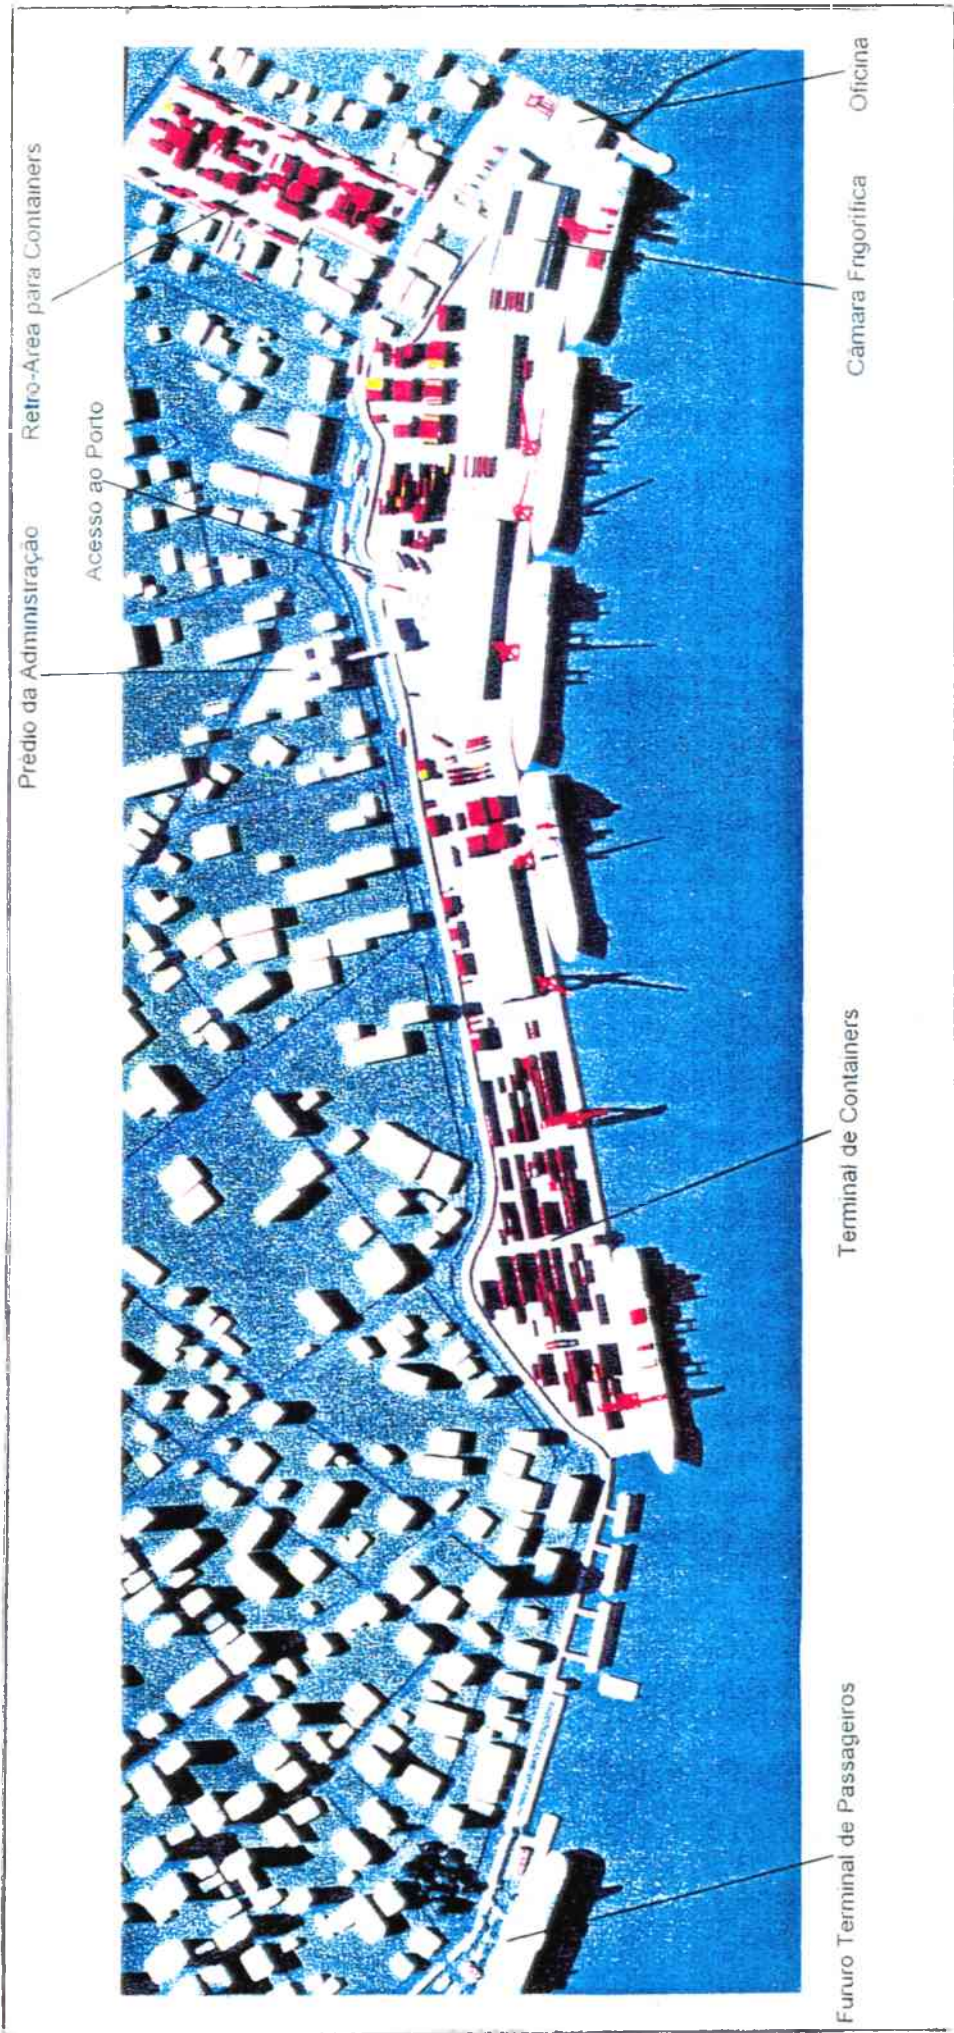 Prédio da Administração
Retro-Area para Containers
Acesso ao Porto
Fururo Terminal de Passageiros
Terminal de Containers
Câmara Frigorífica
Oficina